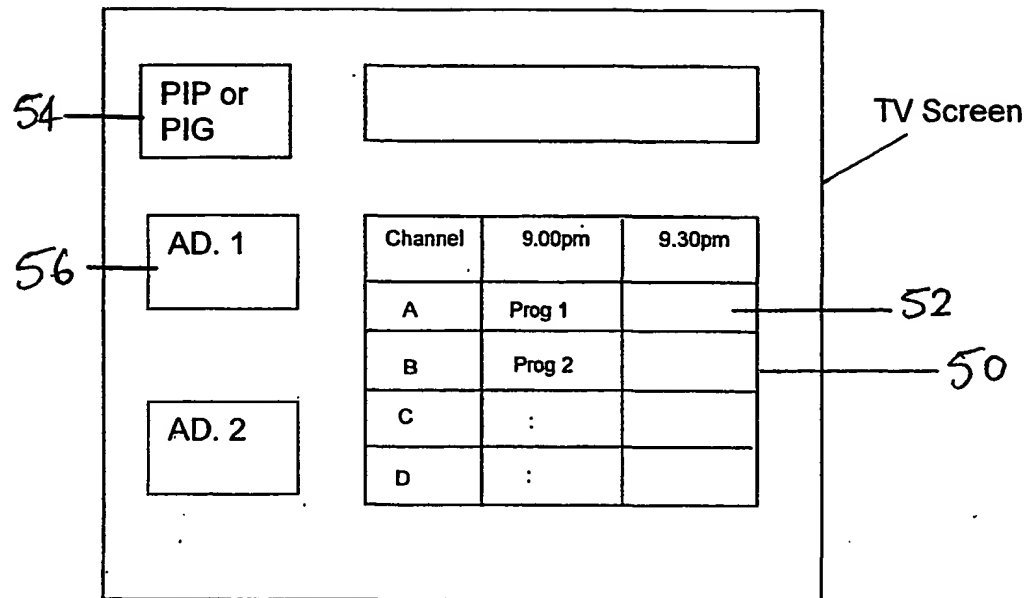 54
PIP or
PIG
TV Screen
56
AD. 1
Channel 9.00pm 9.30pm
A Prog 1
52
B Prog 2
50
AD. 2
C :
D :